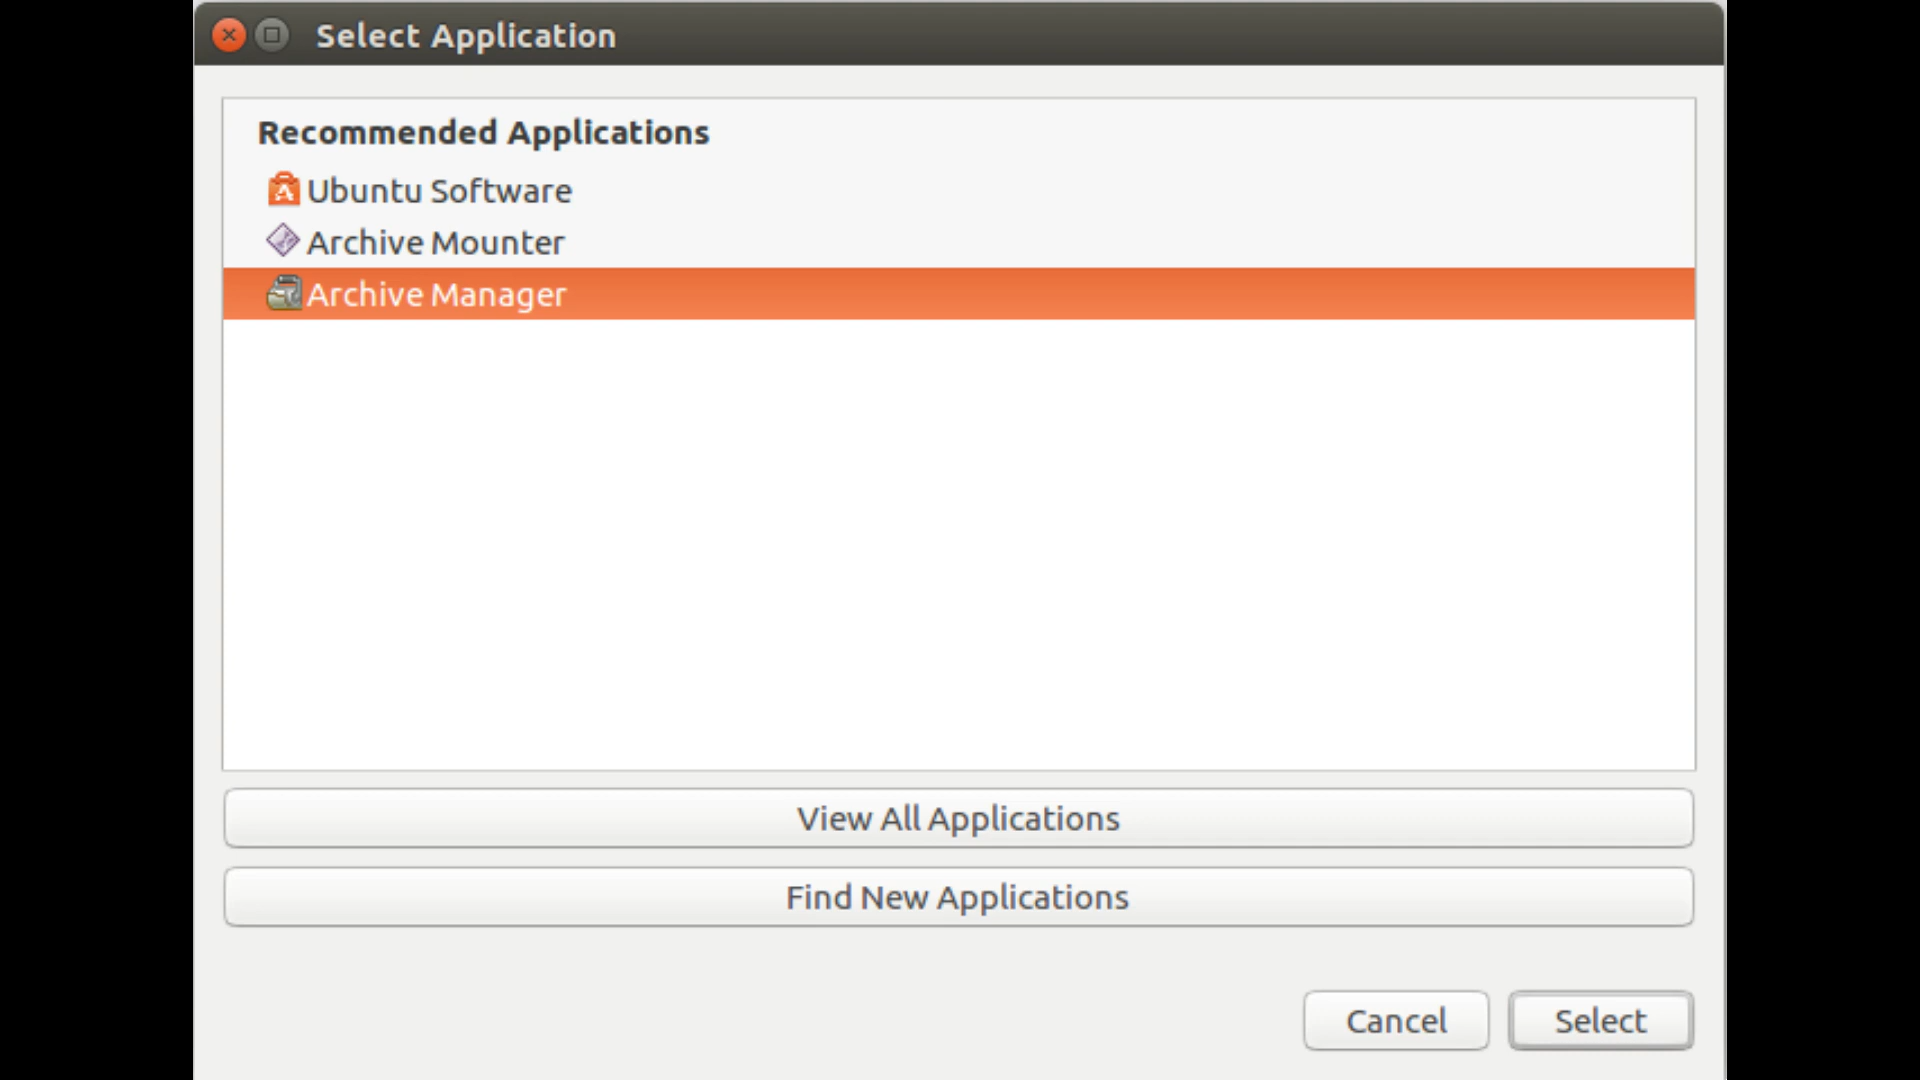 Select Application
Recommended Applications
Ubuntu Software
Archive Mounter
Archive Manager
View All Applications
Find New Applications
Cancel Select